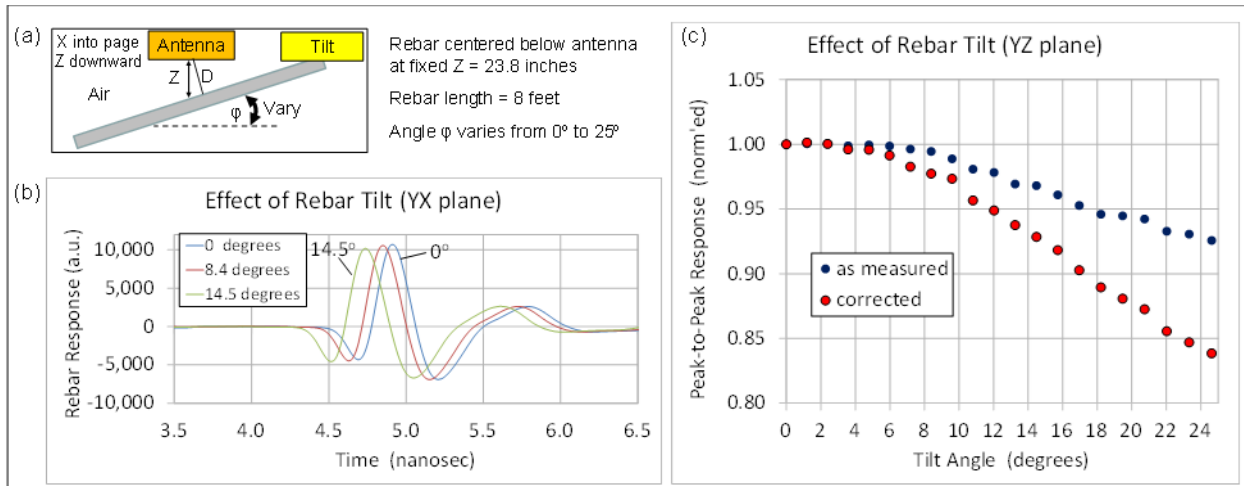 (a)
X into page
Z downward
Antenna
Tilt
Z
D
Air
φ
Vary
Rebar centered below antenna
at fixed Z = 23.8 inches
Rebar length = 8 feet
Angle φ varies from 0º to 25º
(b)
Effect of Rebar Tilt (YX plane)
Rebar Response (a.u.)
10,000
5,000
0
-5,000
-10,000
0 degrees
8.4 degrees
14.5 degrees
14.5º
0º
3.5 4.0 4.5 5.0 5.5 6.0 6.5
Time (nanosec)
(c)
Effect of Rebar Tilt (YZ plane)
Peak-to-Peak Response (norm'ed)
1.05
1.00
0.95
0.90
0.85
0.80
as measured
corrected
0 2 4 6 8 10 12 14 16 18 20 22 24
Tilt Angle (degrees)